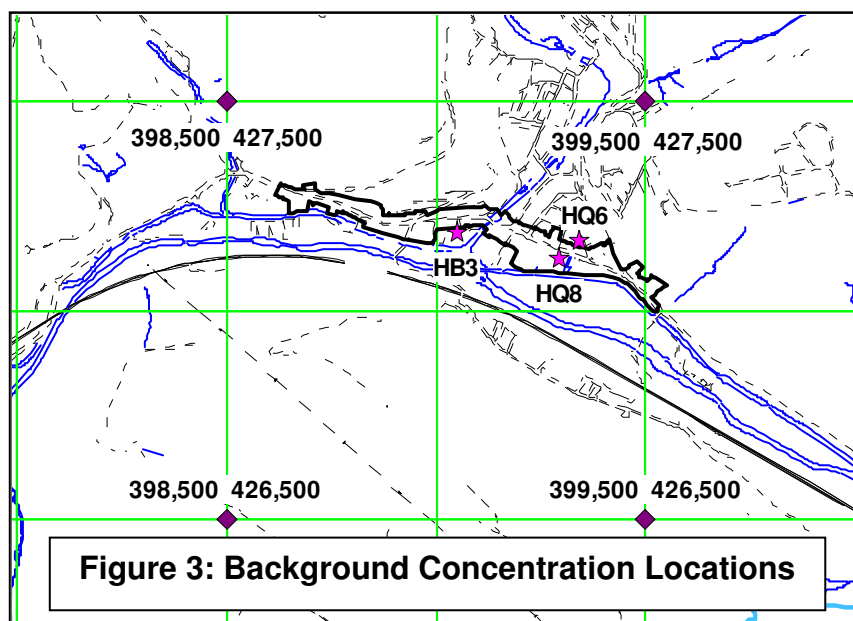 398,500 427,500
399,500 427,500
HQ6
HB3
HQ8
398,500 426,500
399,500 426,500
Figure 3: Background Concentration Locations